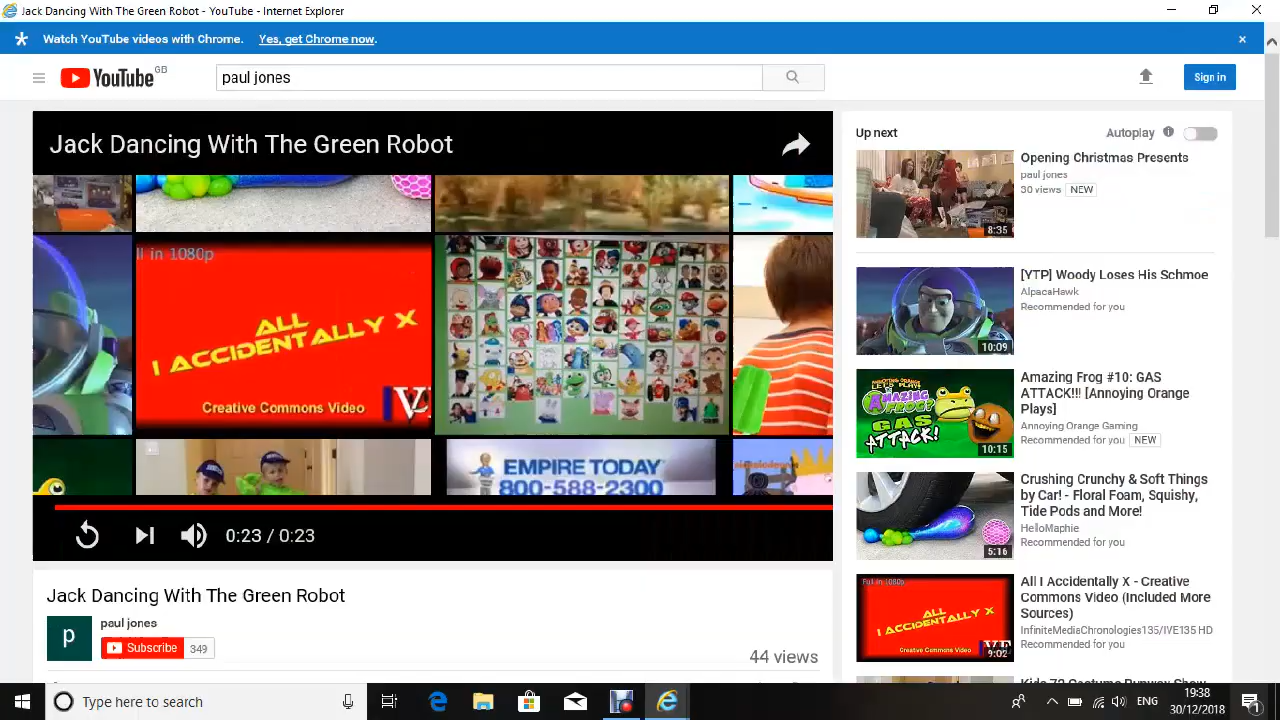 Jack Dancing With The Green Robot - YouTube - Internet Explorer
Watch YouTube videos with Chrome. Yes, get Chrome now.
YouTube GB
paul jones
Sign in
Jack Dancing With The Green Robot
ll in 1080p
ALL
I ACCIDENTALLY X
Creative Commons Video
EMPIRE TODAY
800-588-2300
0:23 / 0:23
Jack Dancing With The Green Robot
p
paul jones
Subscribe 349
44 views
Up next
Autoplay
8:35
Opening Christmas Presents
paul jones
30 views NEW
10:09
[YTP] Woody Loses His Schmoe
AlpacaHawk
Recommended for you
ANNOYING ORANGE
LET'S PLAY!
AMAZING
FROG?
GAS
ATTACK!
10:15
Amazing Frog #10: GAS
ATTACK!!! [Annoying Orange
Plays]
Annoying Orange Gaming
Recommended for you NEW
5:16
Crushing Crunchy & Soft Things
by Car! - Floral Foam, Squishy,
Tide Pods and More!
HelloMaphie
Recommended for you
Full in 1080p
ALL
I ACCIDENTALLY X
Creative Commons Video
9:02
All I Accidentally X - Creative
Commons Video (Included More
Sources)
InfiniteMediaChronologies135/IVE135 HD
Recommended for you
Type here to search
ENG
19:38
30/12/2018
1